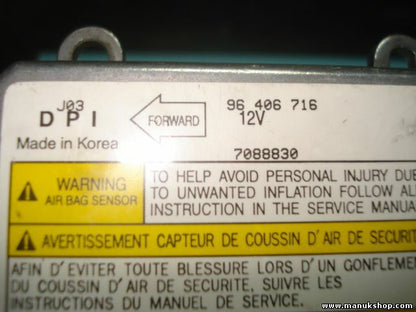 J03
D P I
FORWARD
96 406 716
12V
Made in Korea
7088830
WARNING
AIR BAG SENSOR
TO HELP AVOID PERSONAL INJURY DUE
TO UNWANTED INFLATION FOLLOW AL
INSTRUCTION IN THE SERVICE MANUA
AVERTISSEMENT CAPTEUR DE COUSSIN D'AIR DE SECURIT
AFIN D'EVITER TOUTE BLESSURE LORS D'UN GONFLEMEN
DU COUSSIN D'AIR DE SECURITE, SUIVRE LES
INSTRUCTIONS DU MANUEL DE SERVICE.
www.manukshop.com